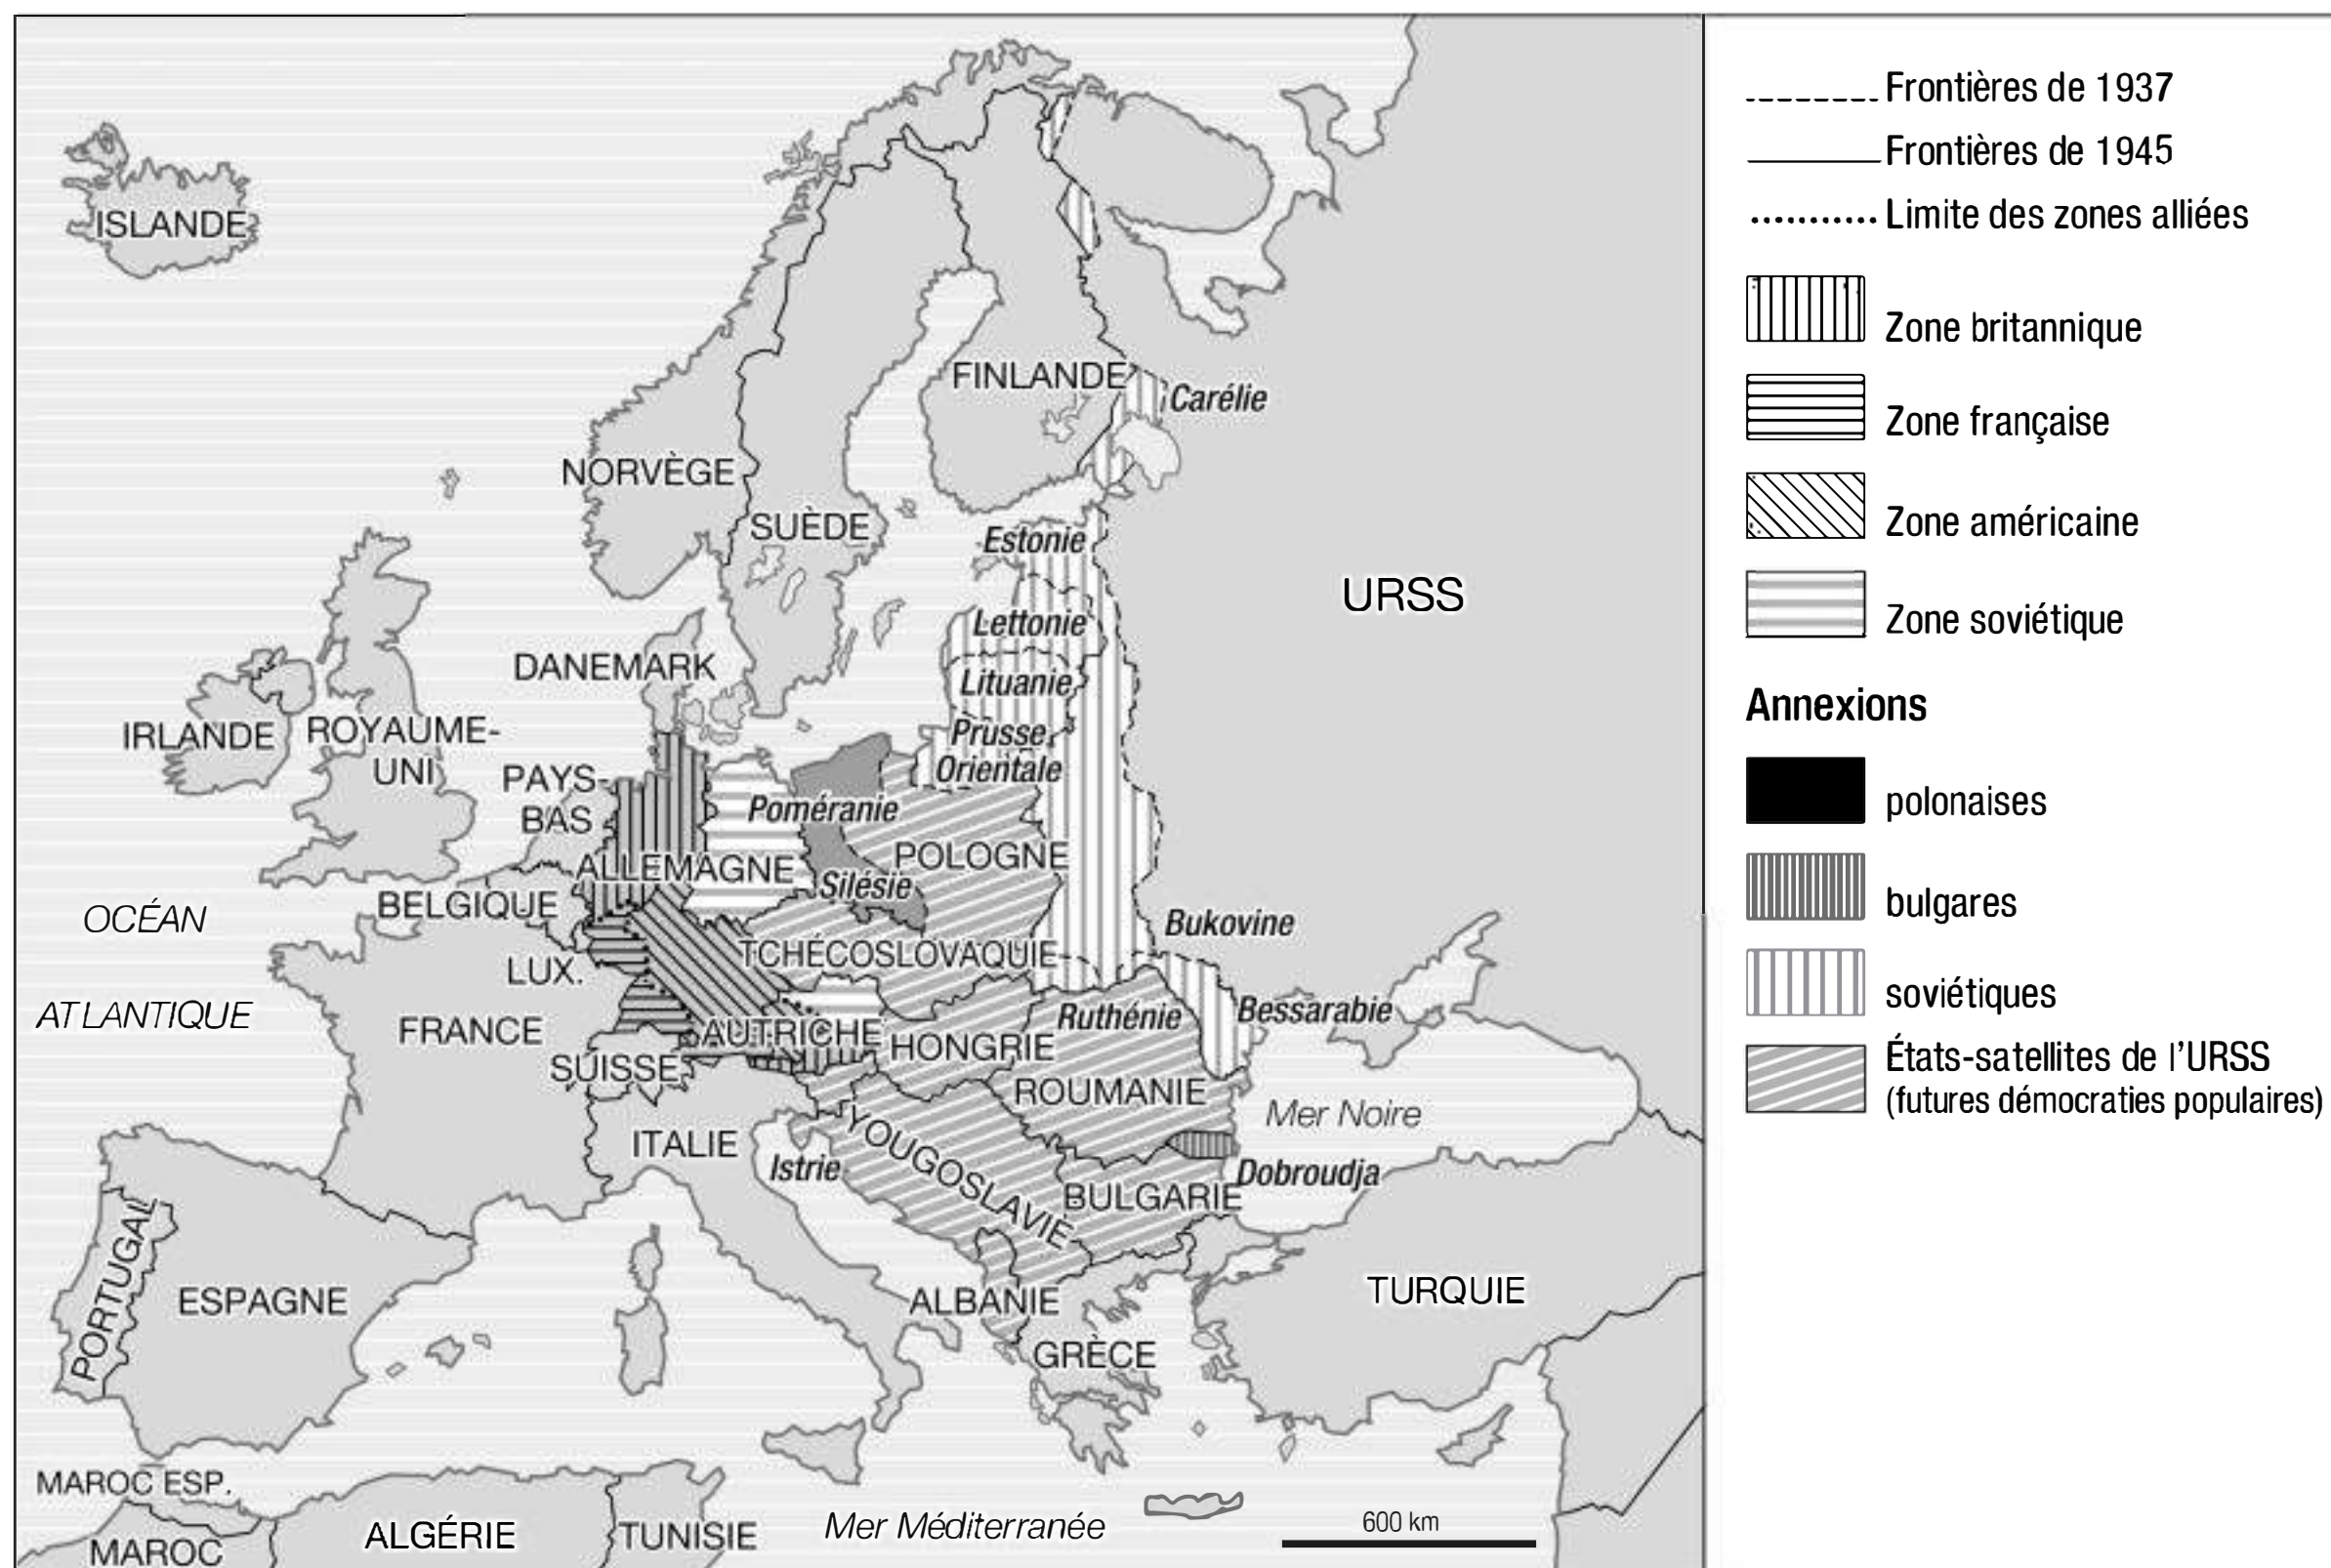 Frontières de 1937
Frontières de 1945
Limite des zones alliées
Zone britannique
Zone française
Zone américaine
Zone soviétique
Annexions
polonaises
bulgares
soviétiques
États-satellites de l'URSS
(futures démocraties populaires)
ISLANDE
FINLANDE
Carélie
NORVÈGE
SUÈDE
Estonie
URSS
Lettonie
DANEMARK
Lituanie
IRLANDE
ROYAUME-
UNI
Prusse
Orientale
PAYS-
BAS
Poméranie
POLOGNE
ALLEMAGNE
Silésie
BELGIQUE
OCÉAN
ATLANTIQUE
Bukovine
TCHÉCOSLOVAQUIE
LUX.
Bessarabie
Ruthénie
FRANCE
AUTRICHE
HONGRIE
SUISSE
ROUMANIE
Mer Noire
ITALIE
YOUGOSLAVIE
Istrie
Dobroudja
BULGARIE
PORTUGAL
ESPAGNE
ALBANIE
TURQUIE
GRÈCE
MAROC ESP.
MAROC
ALGÉRIE
TUNISIE
Mer Méditerranée
600 km